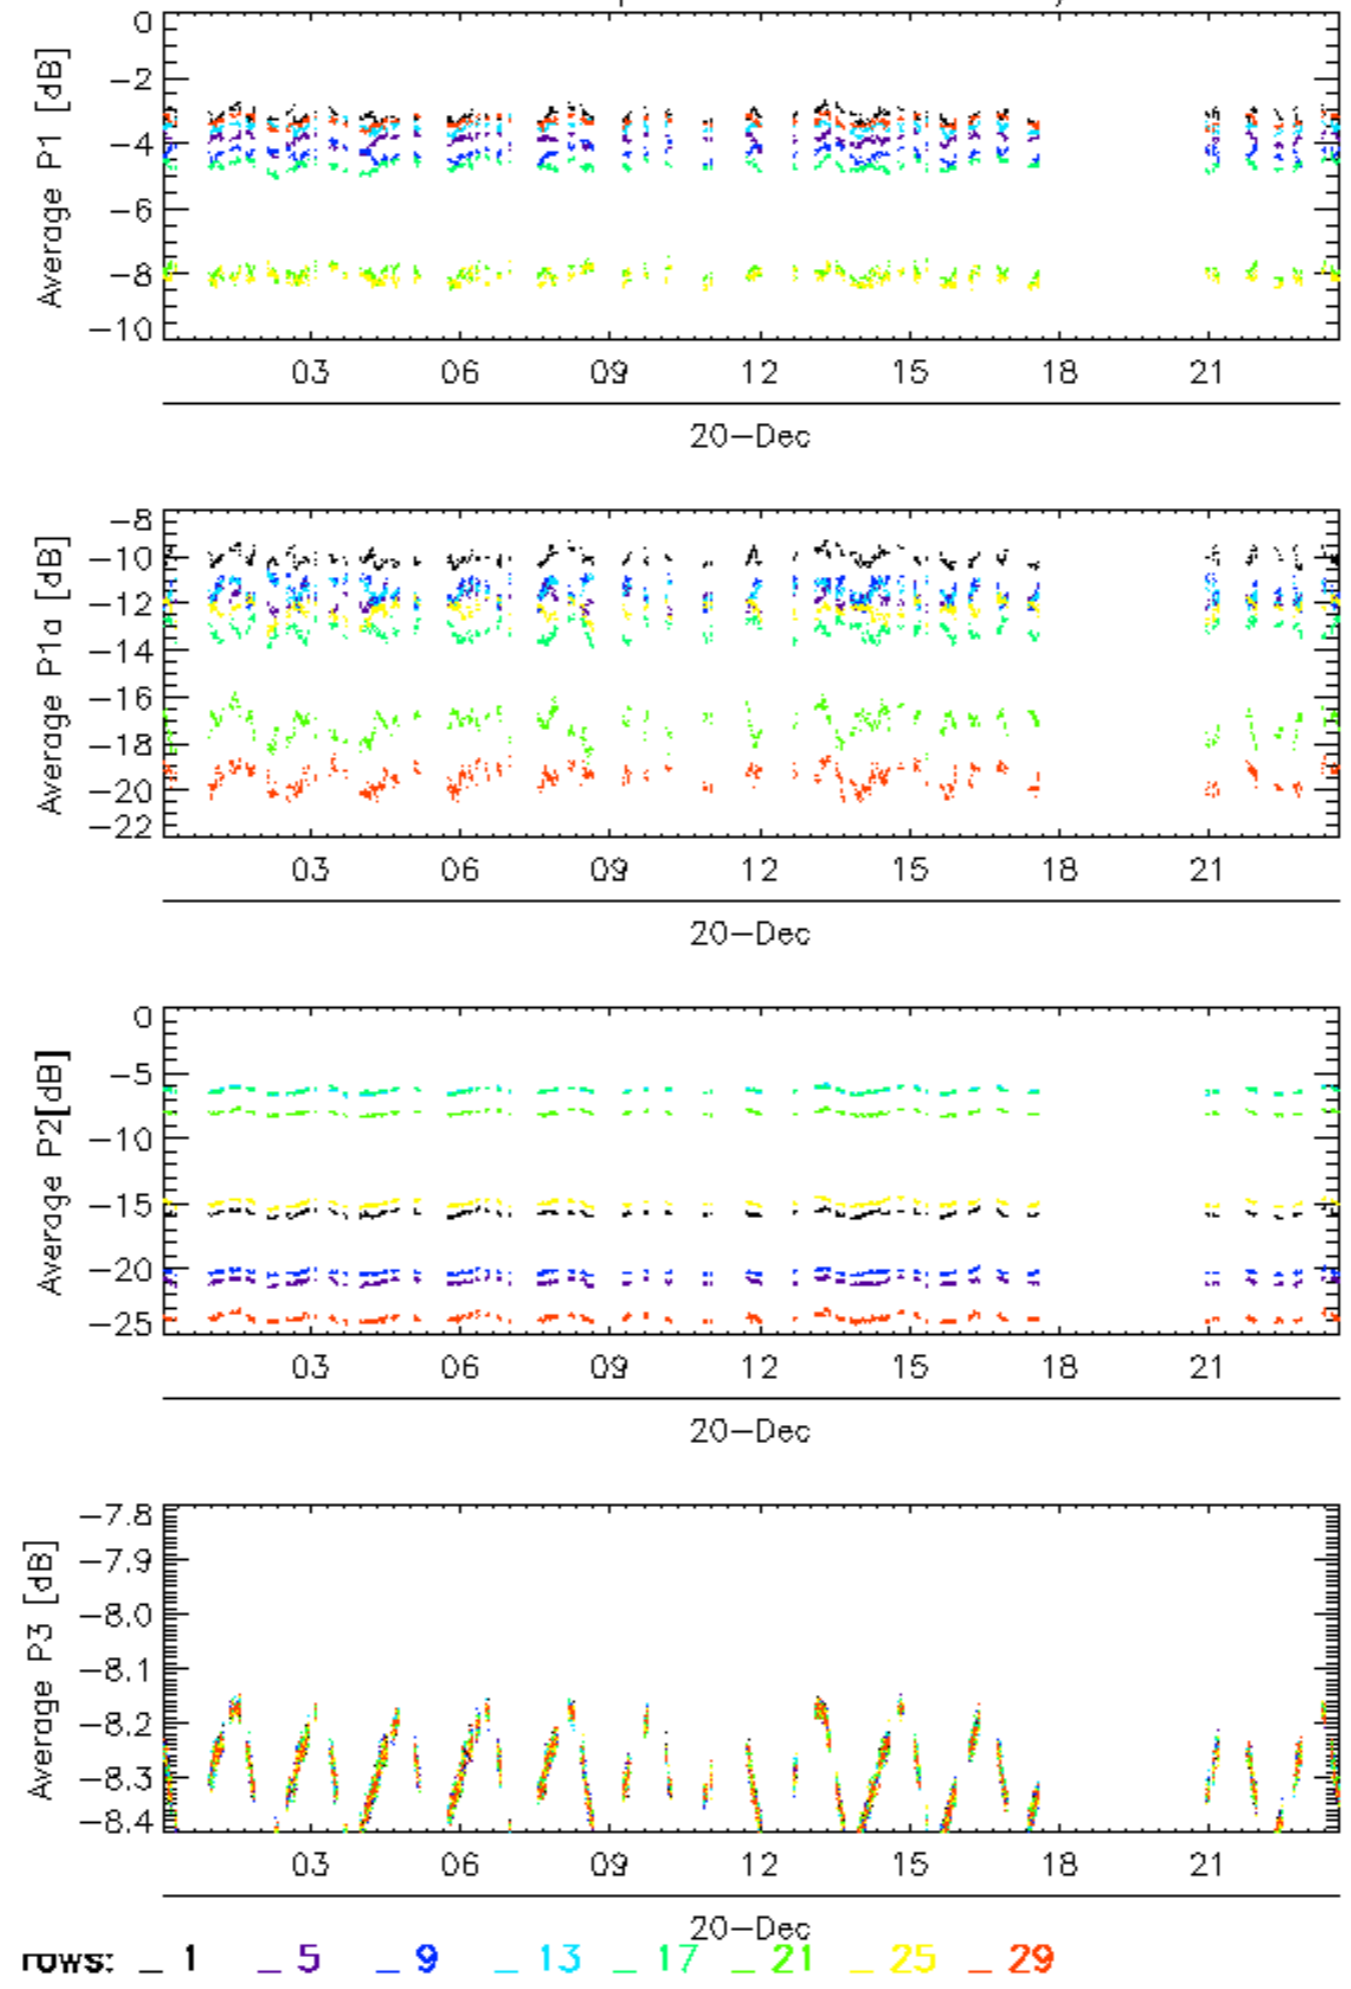 Average P1 [dB]
0
−2
−4
−6
−8
−10
03 06 09 12 15 18 21
20−Dec
Average P1a [dB]
−8
−10
−12
−14
−16
−18
−20
−22
03 06 09 12 15 18 21
20−Dec
Average P2[dB]
0
−5
−10
−15
−20
−25
03 06 09 12 15 18 21
20−Dec
Average P3 [dB]
−7.8
−7.9
−8.0
−8.1
−8.2
−8.3
−8.4
03 06 09 12 15 18 21
20−Dec
rows: _ 1 _ 5 _ 9 _ 13 _ 17 _ 21 _ 25 _ 29